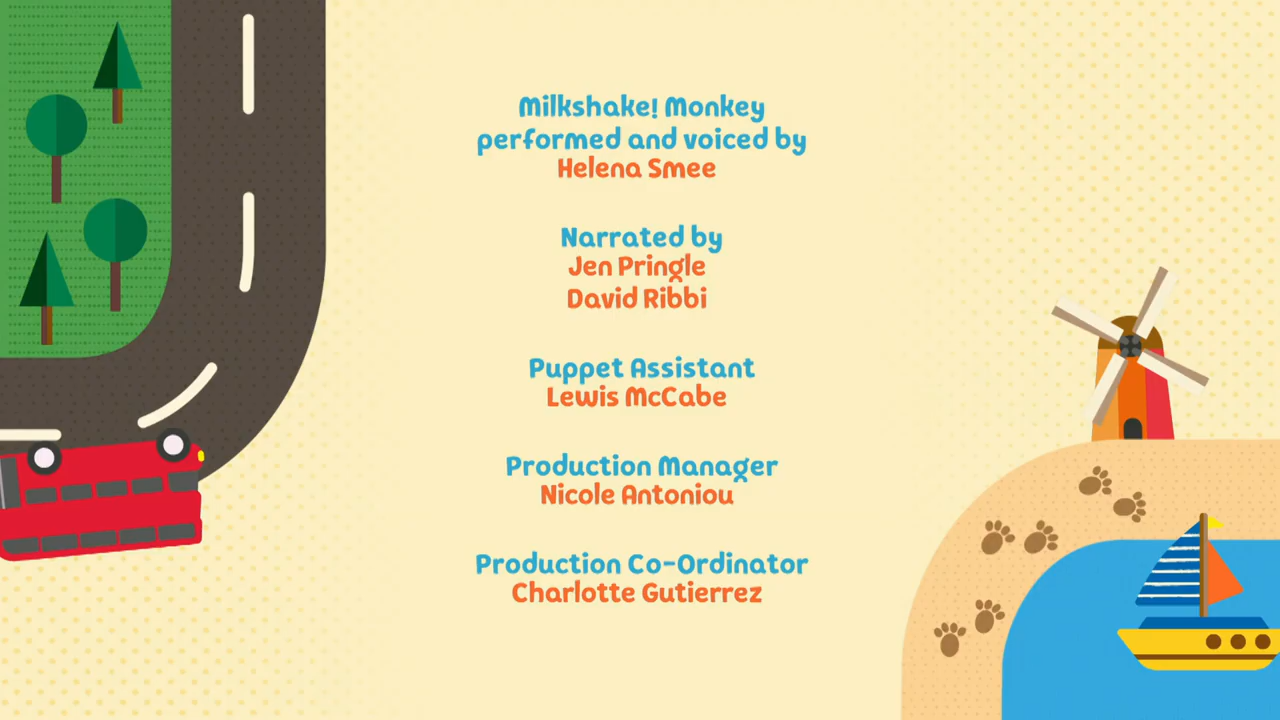 Milkshake! Monkey
performed and voiced by
Helena Smee
Narrated by
Jen Pringle
David Ribbi
Puppet Assistant
Lewis McCabe
Production Manager
Nicole Antoniou
Production Co-Ordinator
Charlotte Gutierrez